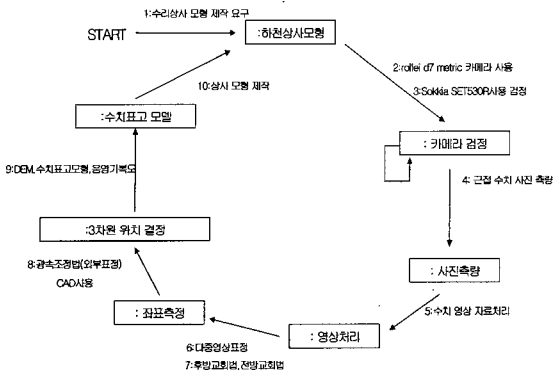 1:수리상사 모형 제작 요구
START
:하천상사모형
2:rollei d7 metric 카메라 사용
3:Sokkia SET530R사용 검정
10:상사 모형 제작
:수치표고 모델
: 카메라 검정
9:DEM,수치표고모형,음영기복도
4: 근접 수치 사진 측량
:3차원 위치 결정
: 사진측량
8:광속조정법(외부표정)
CAD사용
: 좌표측정
5:수치 영상 자료처리
: 영상처리
6:다중영상표정
7:후방교회법,전방교회법